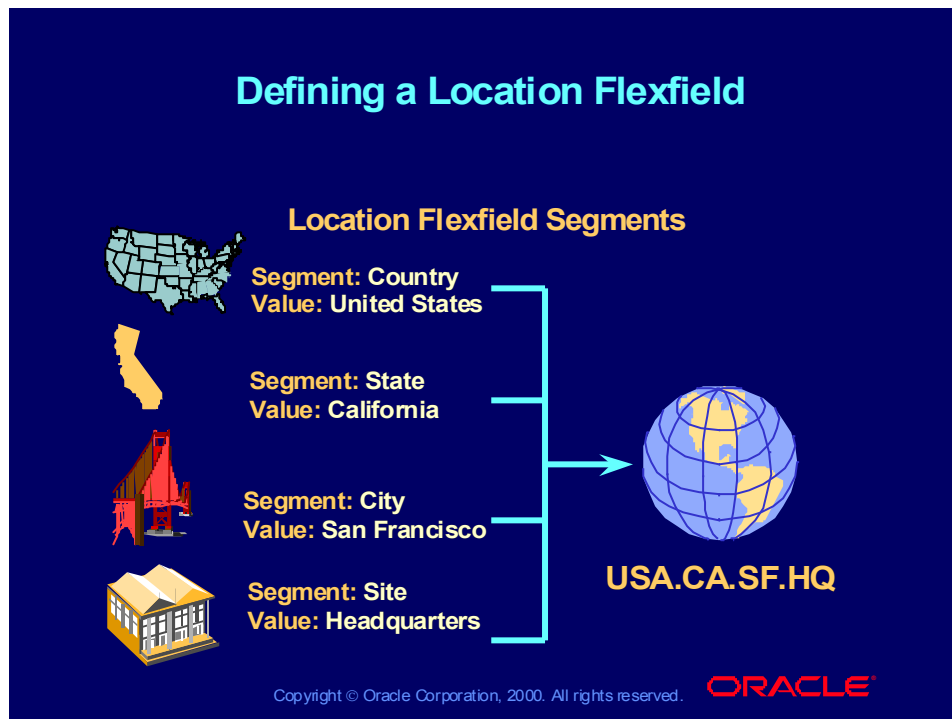 Defining a Location Flexfield
Location Flexfield Segments
Segment: Country
Value: United States
Segment: State
Value: California
Segment: City
Value: San Francisco
Segment: Site
Value: Headquarters
USA.CA.SF.HQ
Copyright © Oracle Corporation, 2000. All rights reserved.
ORACLE®